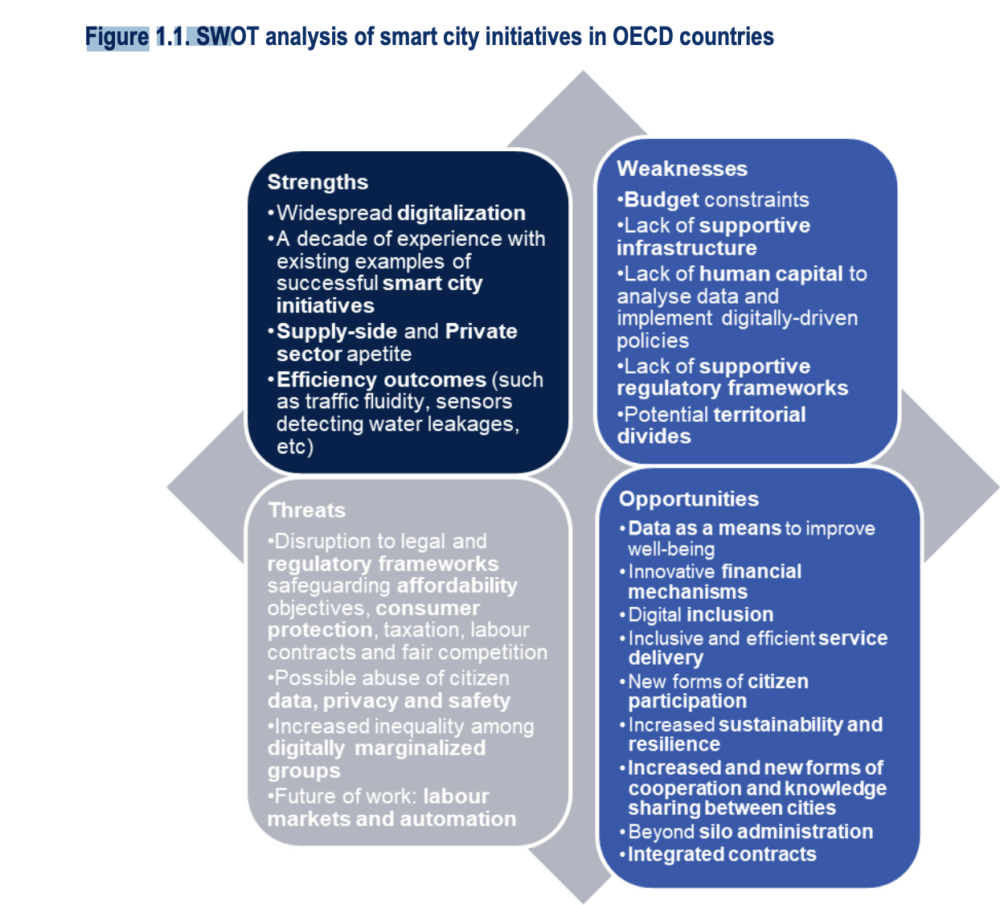 Figure 1.1. SWOT analysis of smart city initiatives in OECD countries
Strengths
•Widespread digitalization
•A decade of experience with
existing examples of
successful smart city
initiatives
•Supply-side and Private
sector apetite
•Efficiency outcomes (such
as traffic fluidity, sensors
detecting water leakages,
etc)
Weaknesses
•Budget constraints
•Lack of supportive
infrastructure
•Lack of human capital to
analyse data and
implement digitally-driven
policies
•Lack of supportive
regulatory frameworks
•Potential territorial
divides
Threats
•Disruption to legal and
regulatory frameworks
safeguarding affordability
objectives, consumer
protection, taxation, labour
contracts and fair competition
•Possible abuse of citizen
data, privacy and safety
•Increased inequality among
digitally marginalized
groups
•Future of work: labour
markets and automation
Opportunities
•Data as a means to improve
well-being
•Innovative financial
mechanisms
•Digital inclusion
•Inclusive and efficient service
delivery
•New forms of citizen
participation
•Increased sustainability and
resilience
•Increased and new forms of
cooperation and knowledge
sharing between cities
•Beyond silo administration
•Integrated contracts